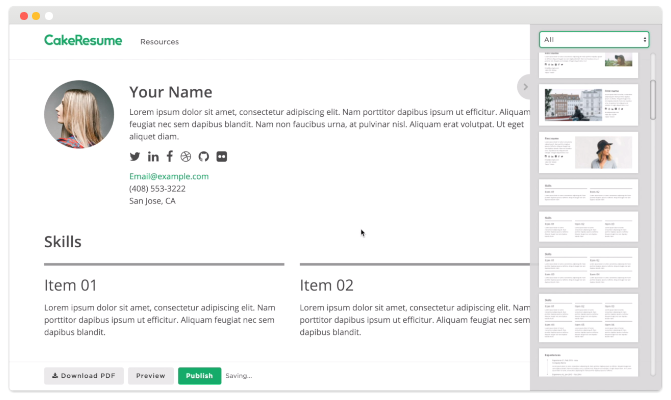 CakeResume
Resources
All
Your Name
Lorem ipsum dolor sit amet, consectetur adipiscing elit. Nam porttitor dapibus ipsum ut efficitur. Aliquam
feugiat nec sem dapibus blandit. Nam non faucibus urna, at pulvinar nisl. Aliquam erat volutpat. Ut eget
aliquet diam.
Email@example.com
(408) 553-3222
San Jose, CA
Skills
Item 01
Item 02
Lorem ipsum dolor sit amet, consectetur adipiscing elit. Nam
porttitor dapibus ipsum ut efficitur. Aliquam feugiat nec sem
dapibus blandit.
Lorem ipsum dolor sit amet, consectetur adipiscing elit. Nam
porttitor dapibus ipsum ut efficitur. Aliquam feugiat nec sem
dapibus blandit.
Download PDF
Preview
Publish
Saving...